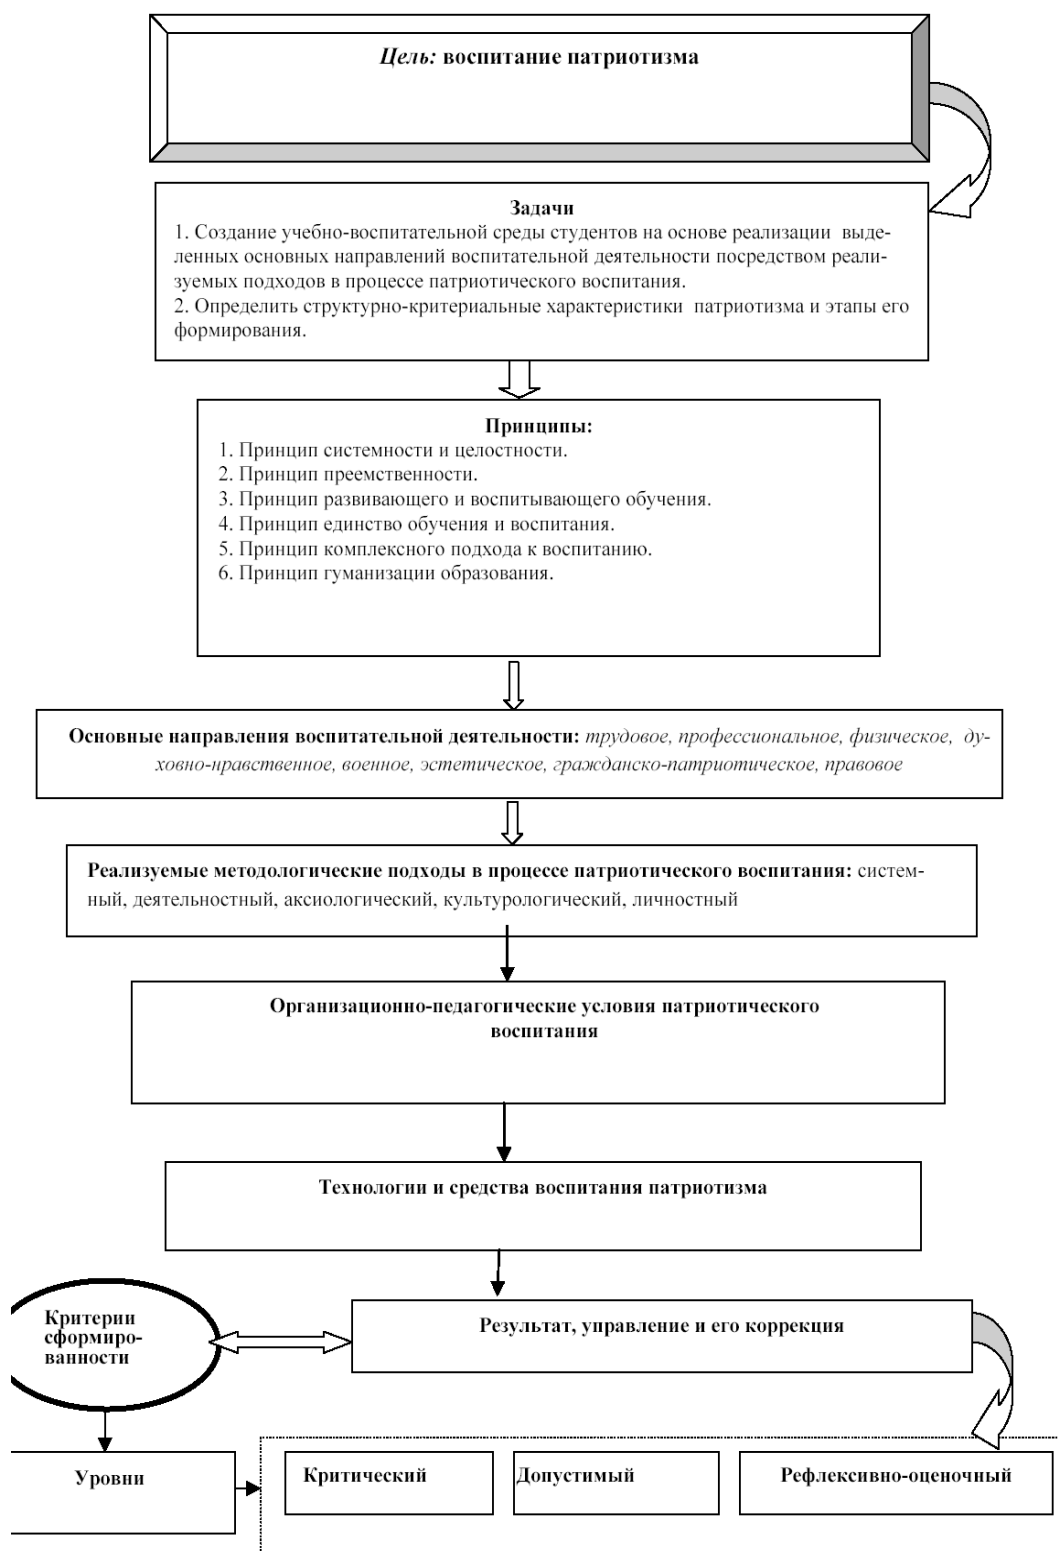 Цель: воспитание патриотизма
Задачи
1. Создание учебно-воспитательной среды студентов на основе реализации выде-
ленных основных направлений воспитательной деятельности посредством реали-
зуемых подходов в процессе патриотического воспитания.
2. Определить структурно-критериальные характеристики патриотизма и этапы его
формирования.
Принципы:
1. Принцип системности и целостности.
2. Принцип преемственности.
3. Принцип развивающего и воспитывающего обучения.
4. Принцип единство обучения и воспитания.
5. Принцип комплексного подхода к воспитанию.
6. Принцип гуманизации образования.
Основные направления воспитательной деятельности: трудовое, профессиональное, физическое, ду-
ховно-нравственное, военное, эстетическое, гражданско-патриотическое, правовое
Реализуемые методологические подходы в процессе патриотического воспитания: систем-
ный, деятельностный, аксиологический, культурологический, личностный
Организационно-педагогические условия патриотического
воспитания
Технологии и средства воспитания патриотизма
Критерии
сформиро-
ванности
Результат, управление и его коррекция
Уровни
Критический
Допустимый
Рефлексивно-оценочный